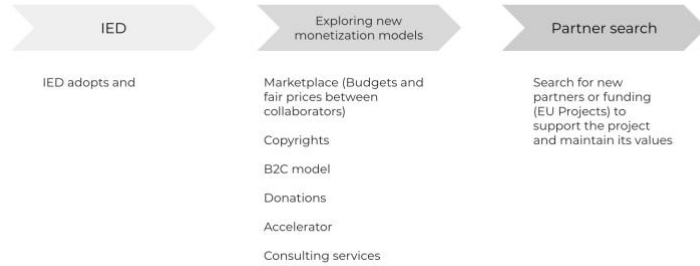 IED
Exploring new
monetization models
Partner search
IED adopts and
Marketplace (Budgets and
fair prices between
collaborators)
Copyrights
B2C model
Donations
Accelerator
Consulting services
Search for new
partners or funding
(EU Projects) to
support the project
and maintain its values